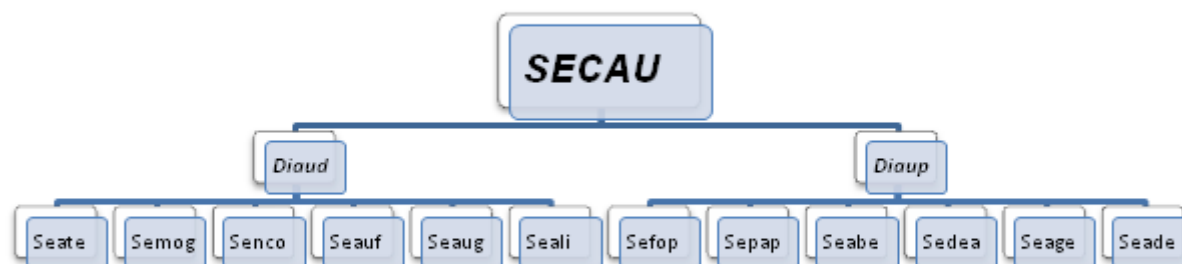 SECAU
Diaud
Diaup
Seate
Semog
Senco
Seauf
Seaug
Seali
Sefop
Sepap
Seabe
Sedea
Seage
Seade